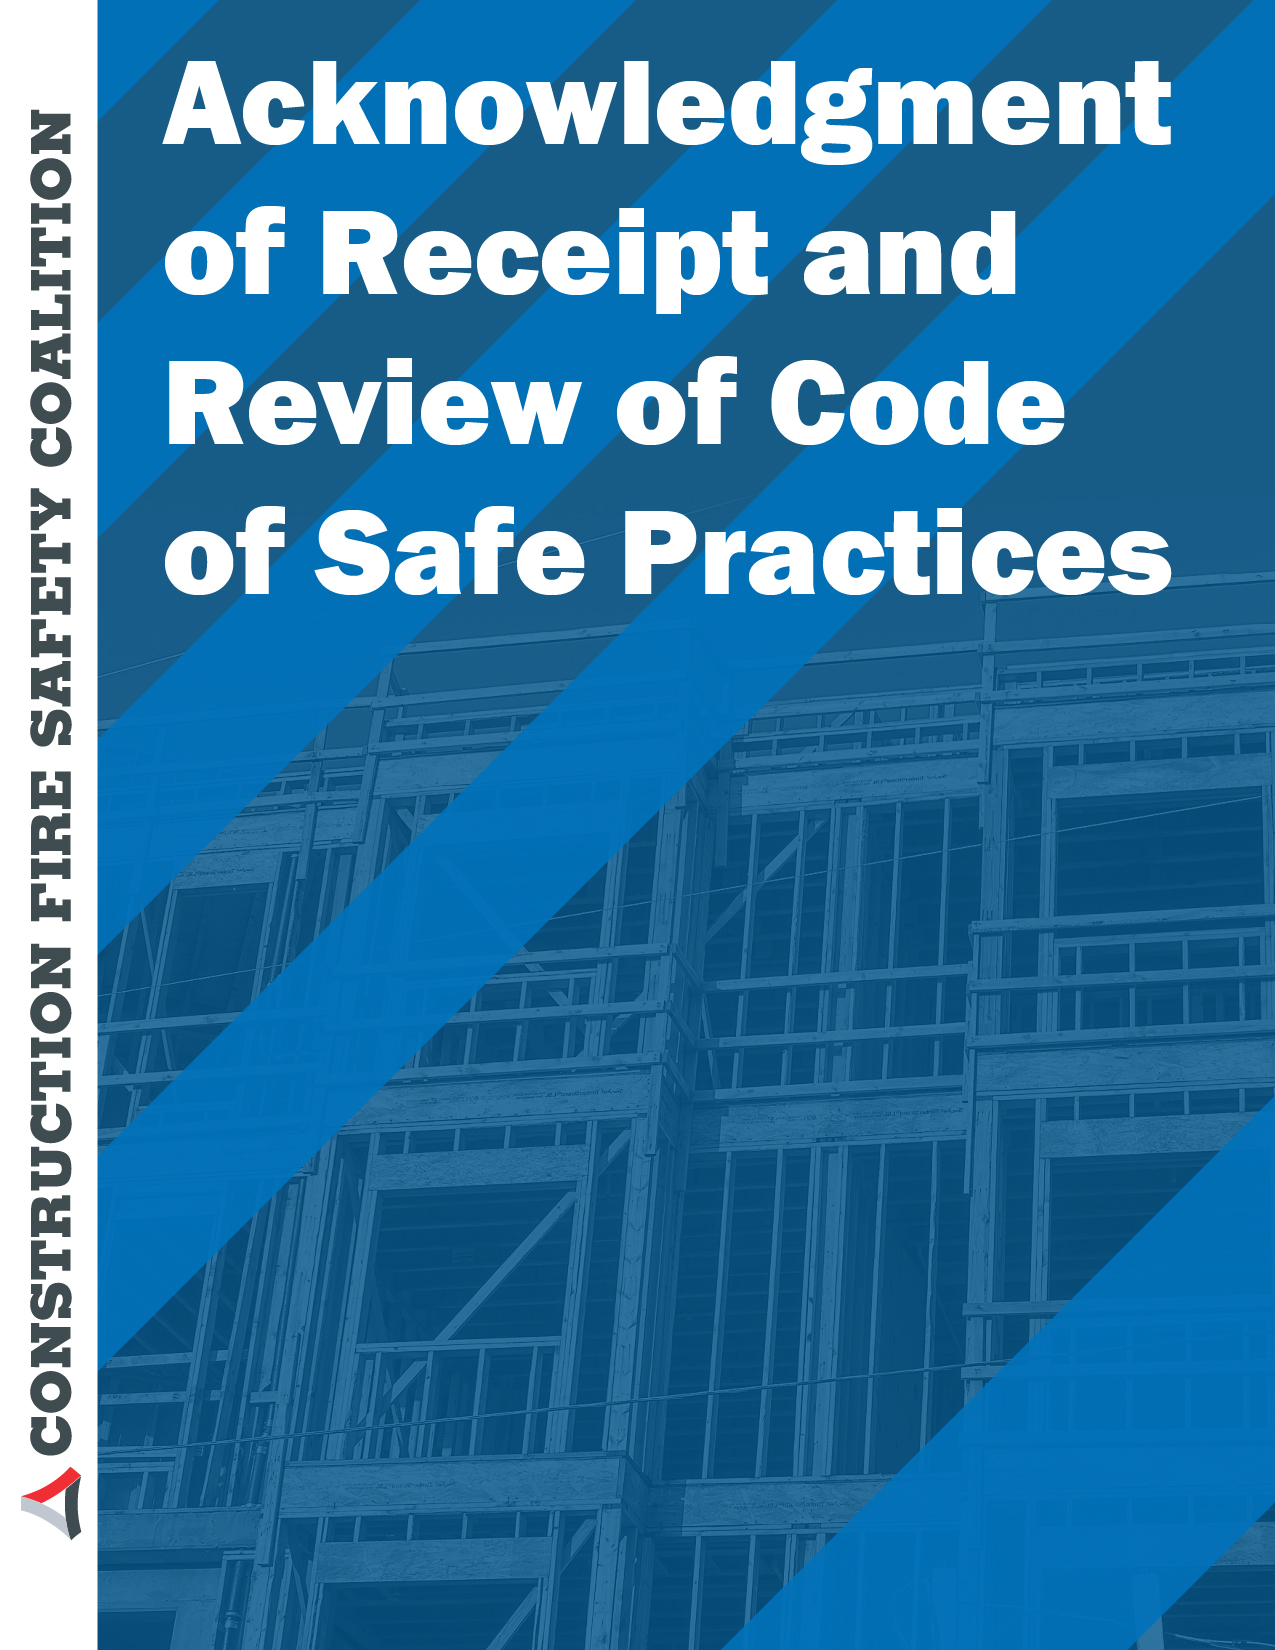 Acknowledgment
of Receipt and
Review of Code
of Safe Practices
CONSTRUCTION FIRE SAFETY COALITION